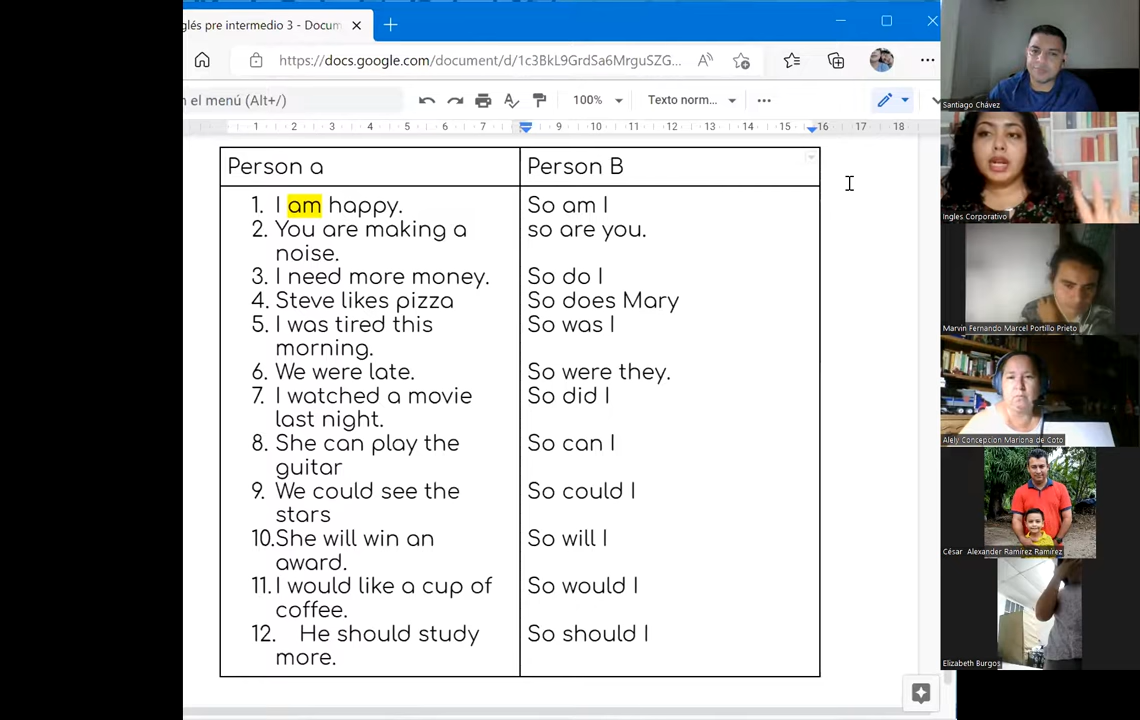 glés pre intermedio 3 - Docum
https://docs.google.com/document/d/1c3BkL9GrdSa6MrguSZG...
n el menú (Alt+/)
100%
Texto norm...
1 2 3 4 5 6 7 9 10 11 12 13 14 15 16 17 18
Person a
Person B
1. I am happy.
So am I
2. You are making a
so are you.
noise.
3. I need more money.
So do I
4. Steve likes pizza
So does Mary
5. I was tired this
So was I
morning.
6. We were late.
So were they.
7. I watched a movie
So did I
last night.
8. She can play the
So can I
guitar
9. We could see the
So could I
stars
10.She will win an
So will I
award.
11. I would like a cup of
So would I
coffee.
12. He should study
So should I
more.
Santiago Chávez
Ingles Corporativo
Marvin Fernando Marcel Portillo Prieto
Alely Concepcion Mariona de Coto
César Alexander Ramírez Ramírez
Elizabeth Burgos